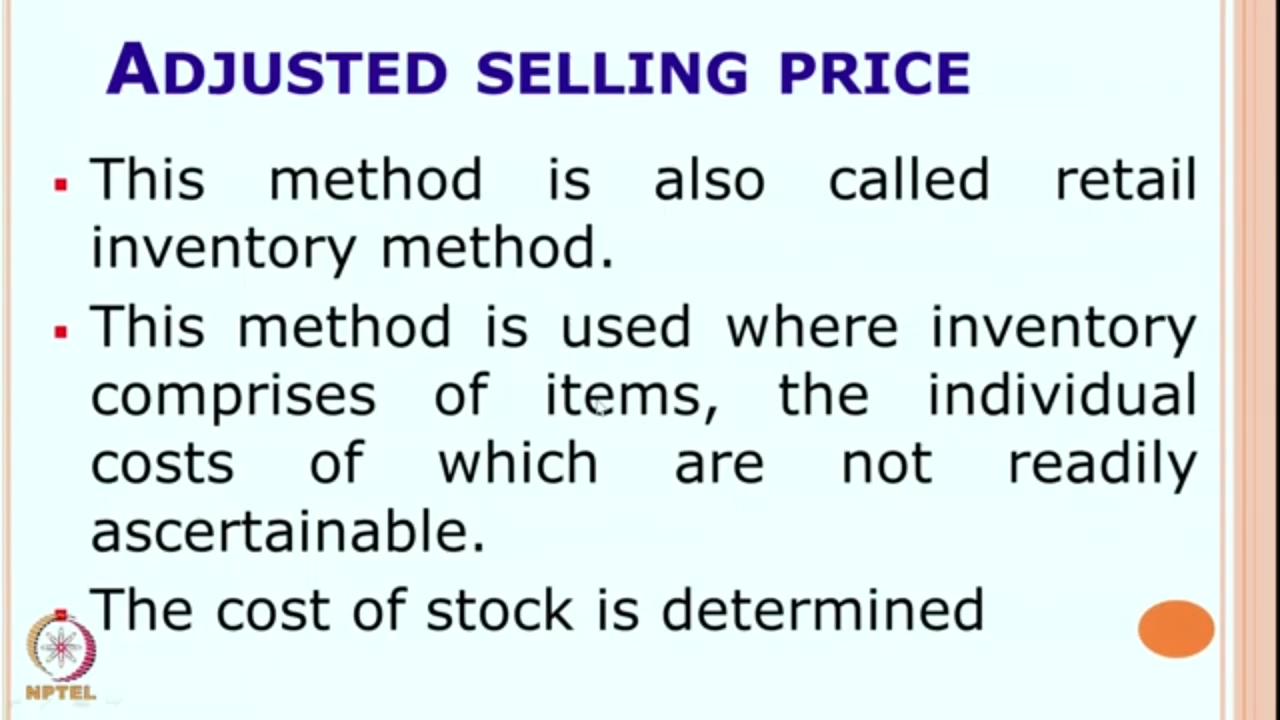 ADJUSTED SELLING PRICE
This method is also called retail
inventory method.
This method is used where inventory
comprises of items, the individual
costs of which are not readily
ascertainable.
The cost of stock is determined
NPTEL